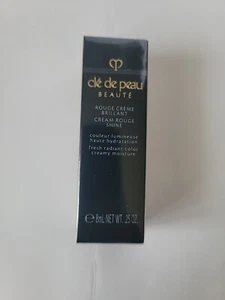 clé de peau
BEAUTÉ
ROUGE CRÈME
BRILLANT
CREAM ROUGE
SHINE
couleur lumineuse
haute hydratation
fresh radiant color
creamy moisture
℮ 8mL NET WT. .25 OZ.